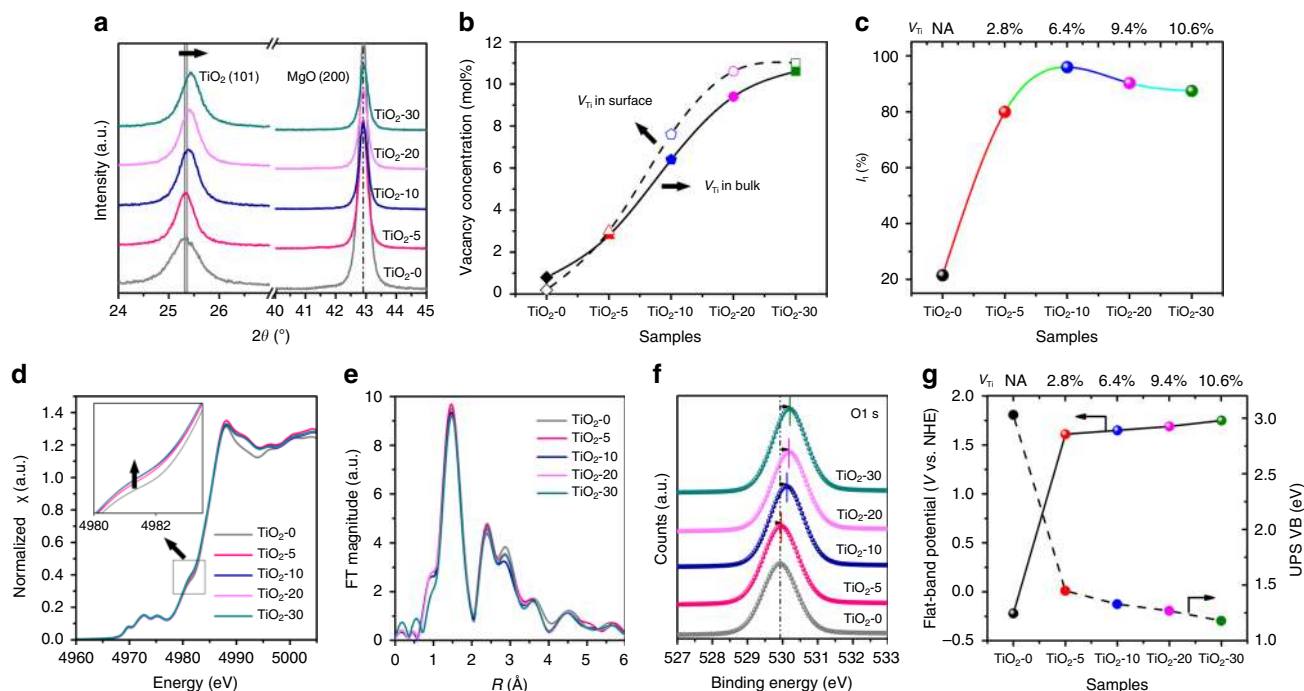 a
TiO2 (101)
MgO (200)
TiO2-30
TiO2-20
TiO2-10
TiO2-5
TiO2-0
Intensity (a.u.)
24 25 26 40 41 42 43 44 45
2θ (°)
b
12
11
10
9
8
7
6
5
4
3
2
1
0
Vacancy concentration (mol%)
VTi in surface
VTi in bulk
TiO2-0 TiO2-5 TiO2-10 TiO2-20 TiO2-30
Samples
c
VTi NA 2.8% 6.4% 9.4% 10.6%
100
80
60
40
20
I1 (%)
TiO2-0 TiO2-5 TiO2-10 TiO2-20 TiO2-30
Samples
d
1.4
1.2
1.0
0.8
0.6
0.4
0.2
0.0
Normalized χ (a.u.)
4980 4982
TiO2-0
TiO2-5
TiO2-10
TiO2-20
TiO2-30
4960 4970 4980 4990 5000
Energy (eV)
e
10
8
6
4
2
0
FT magnitude (a.u.)
TiO2-0
TiO2-5
TiO2-10
TiO2-20
TiO2-30
0 1 2 3 4 5 6
R (Å)
f
O1 s
TiO2-30
TiO2-20
TiO2-10
TiO2-5
TiO2-0
Counts (a.u.)
527 528 529 530 531 532 533
Binding energy (eV)
g
VTi NA 2.8% 6.4% 9.4% 10.6%
2.0
1.5
1.0
0.5
0.0
–0.5
Flat-band potential (V vs. NHE)
3.0
2.5
2.0
1.5
1.0
UPS VB (eV)
TiO2-0 TiO2-5 TiO2-10 TiO2-20 TiO2-30
Samples